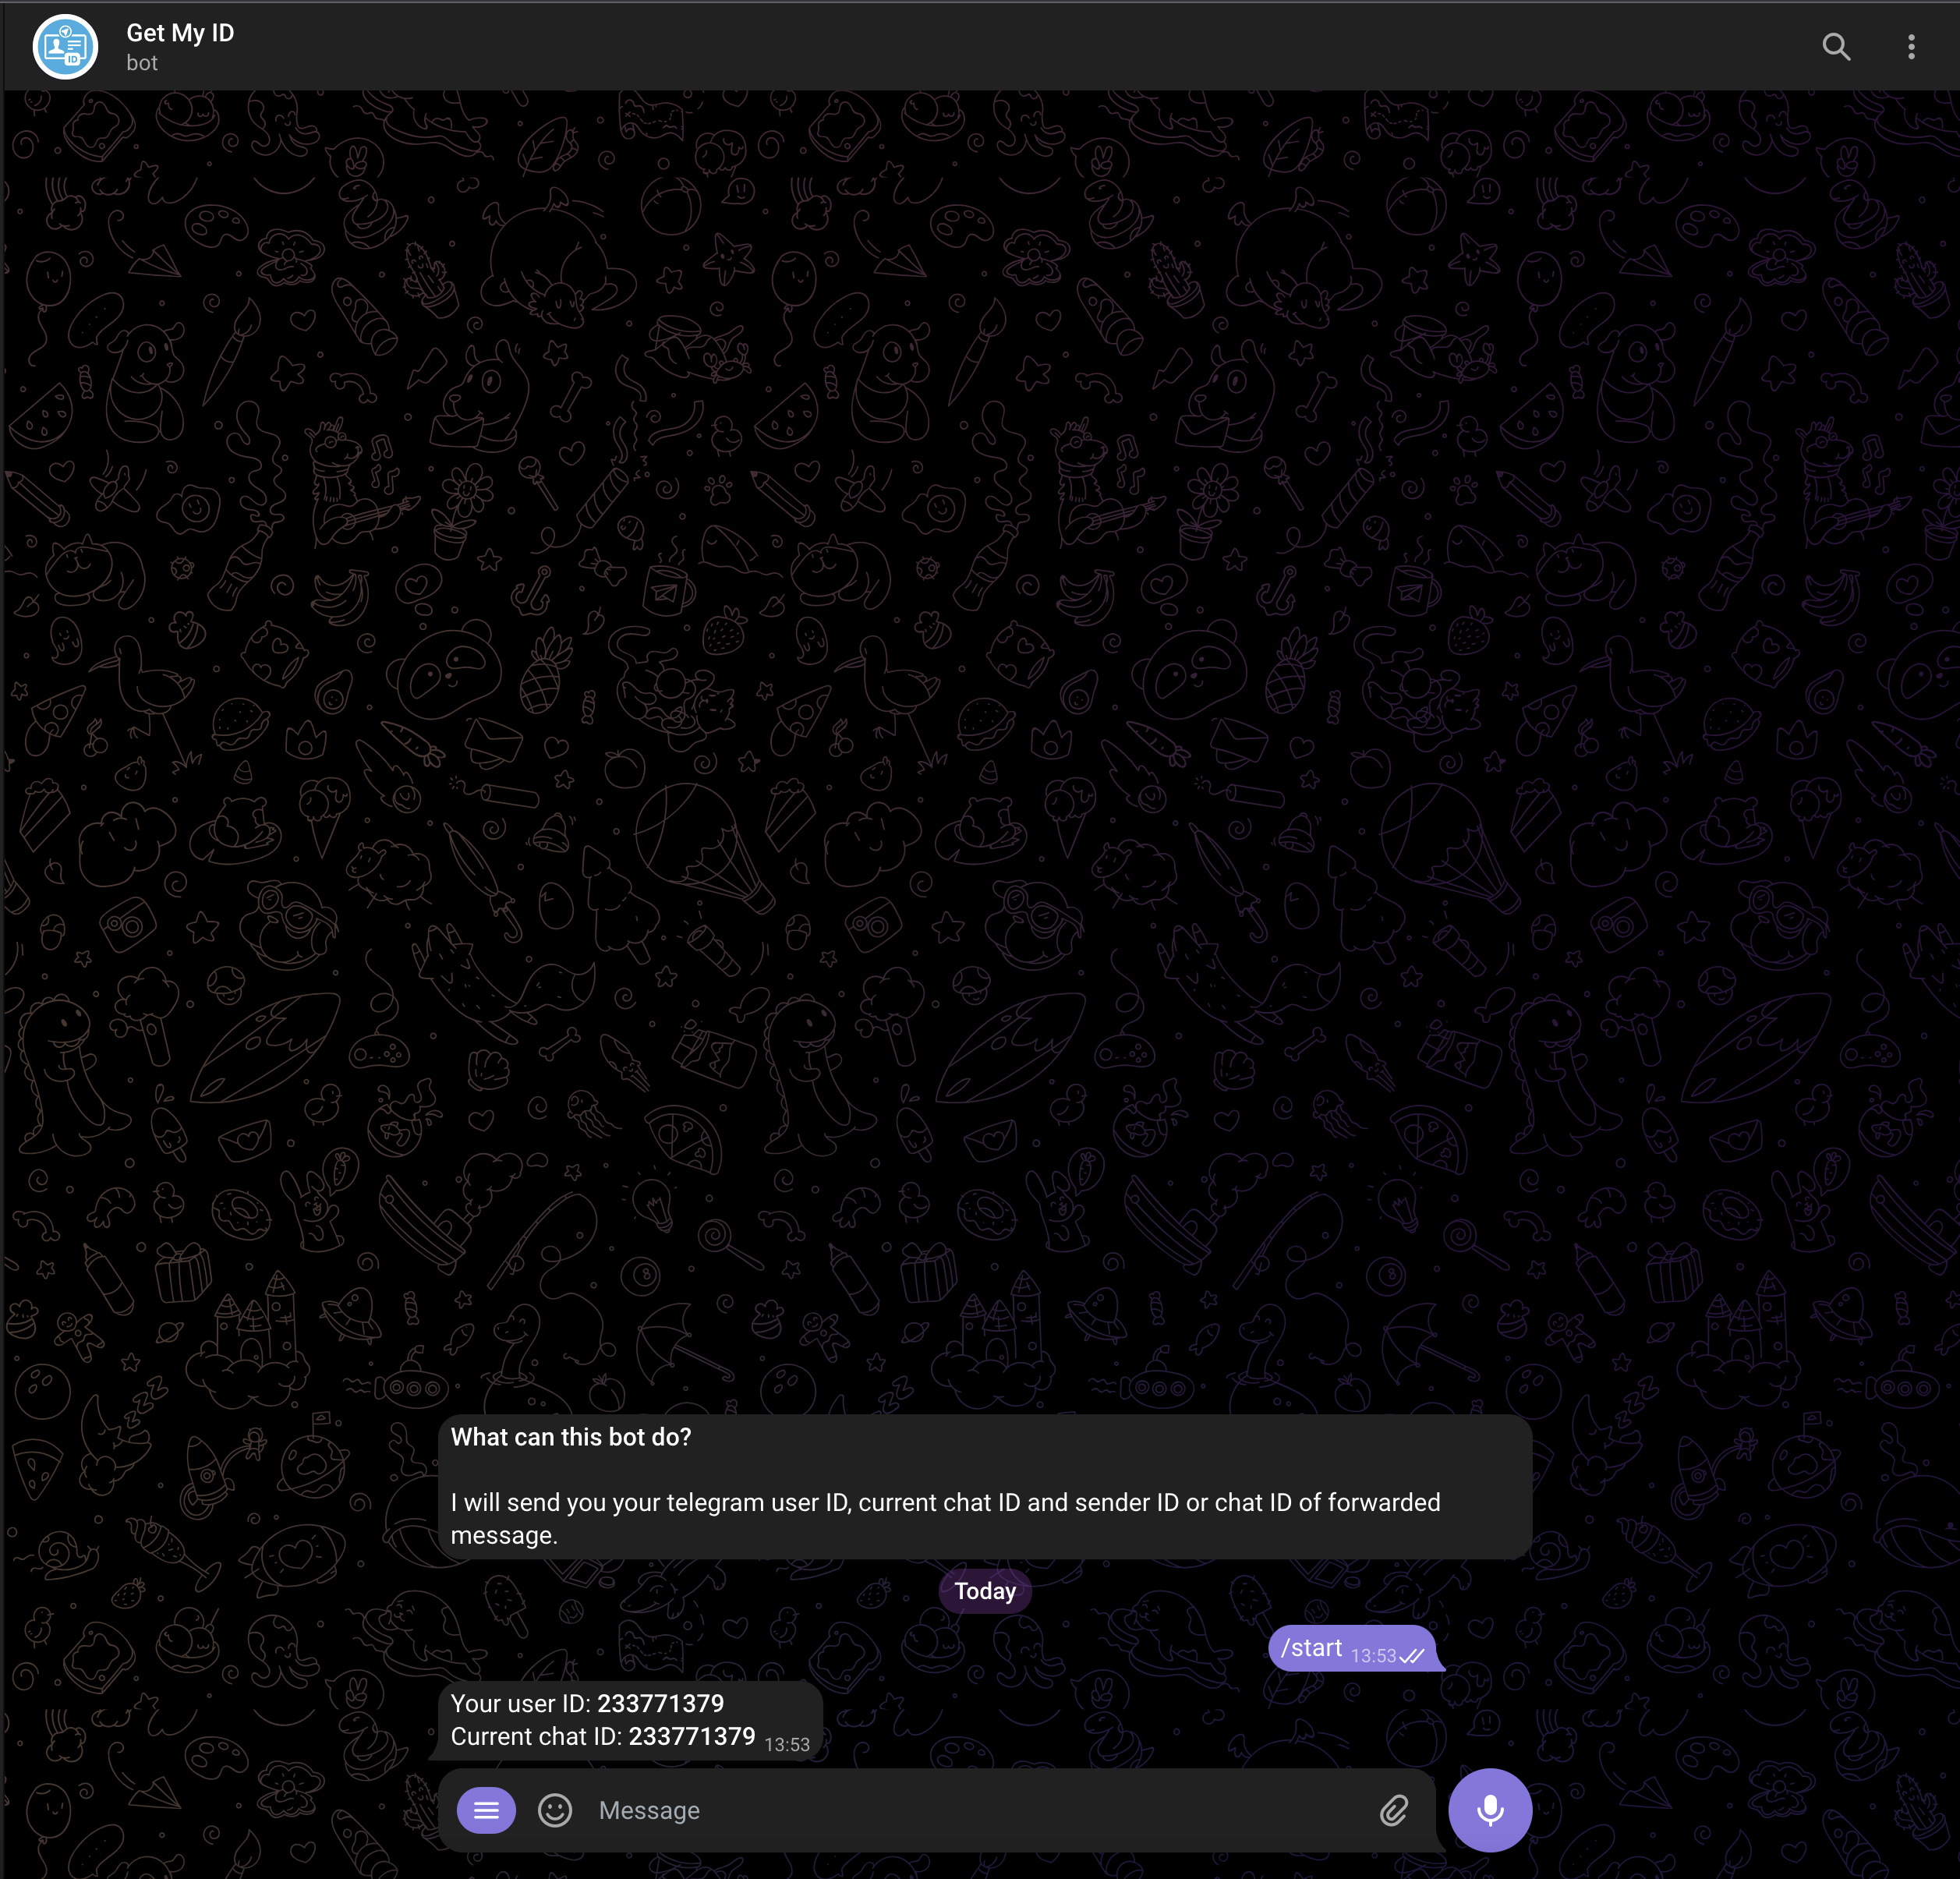 Get My ID
bot
What can this bot do?
I will send you your telegram user ID, current chat ID and sender ID or chat ID of forwarded
message.
Today
/start 13:53
Your user ID: 233771379
Current chat ID: 233771379 13:53
Message